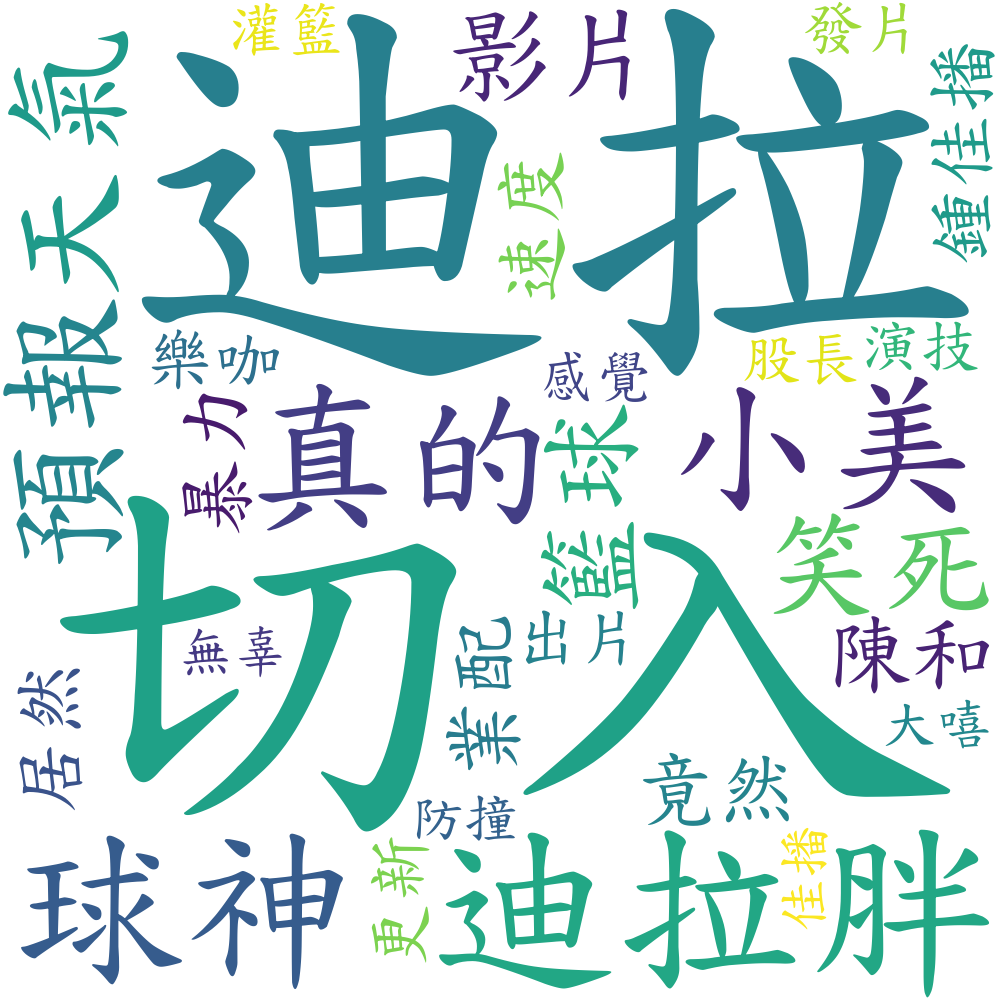 灌籃
影片
發片
迪拉
鍾佳播
預報天氣
速度
樂咖
感覺
股長
演技
暴力
真的
籃球
小美
切入
笑死
無辜
業配
出片
陳和
居然
大嘻
竟然
防撞
球神
更新
迪拉胖
佳播